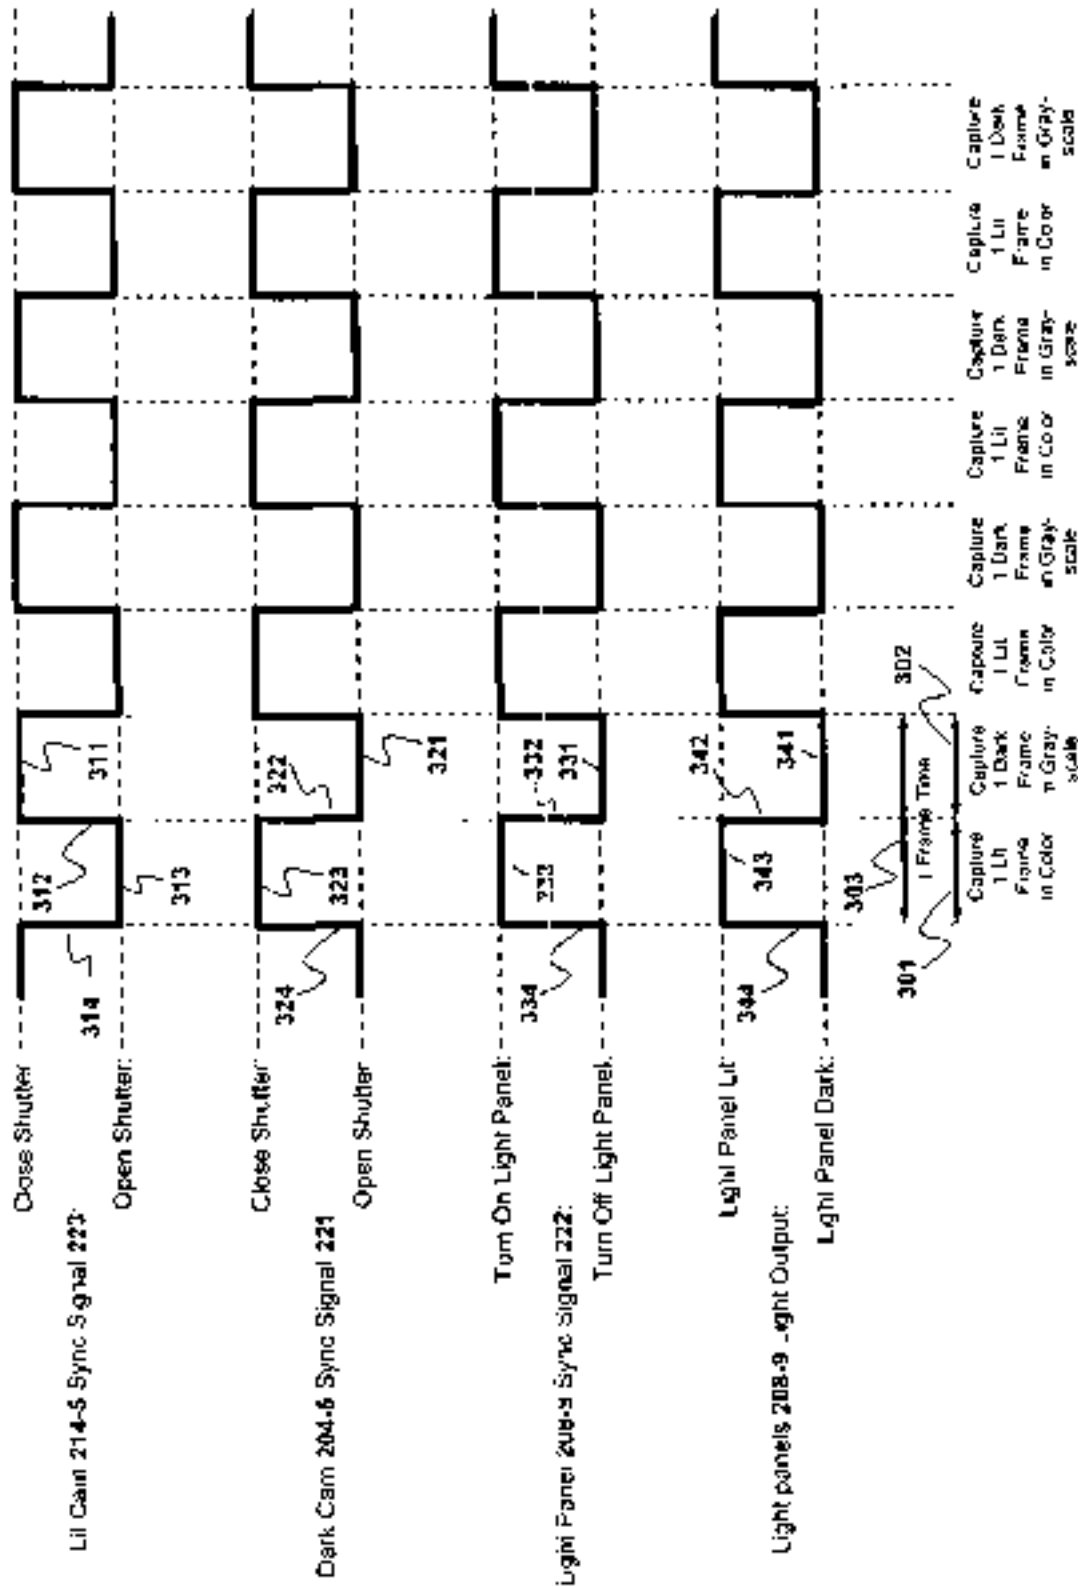 Close Shutter
Lit Cam 214-5 Sync Signal 223:
Open Shutter:
314
312
313
311
Close Shutter:
Dark Cam 204-5 Sync Signal 221
Open Shutter
324
323
322
321
Turn On Light Panel:
Light Panel 208-9 Sync Signal 222:
Turn Off Light Panel.
334
333
332
331
Light Panel Lit:
Light panels 208-9 Light Output:
Light Panel Dark:
344
343
342
341
303
1 Frame Time
301
302
Capture
1 Lit
Frame
in Color
Capture
1 Dark
Frame
in Gray-
scale
Capture
1 Lit
Frame
in Color
Capture
1 Dark
Frame
in Gray-
scale
Capture
1 Lit
Frame
in Color
Capture
1 Dark
Frame
in Gray-
scale
Capture
1 Lit
Frame
in Color
Capture
1 Dark
Frame
in Gray-
scale